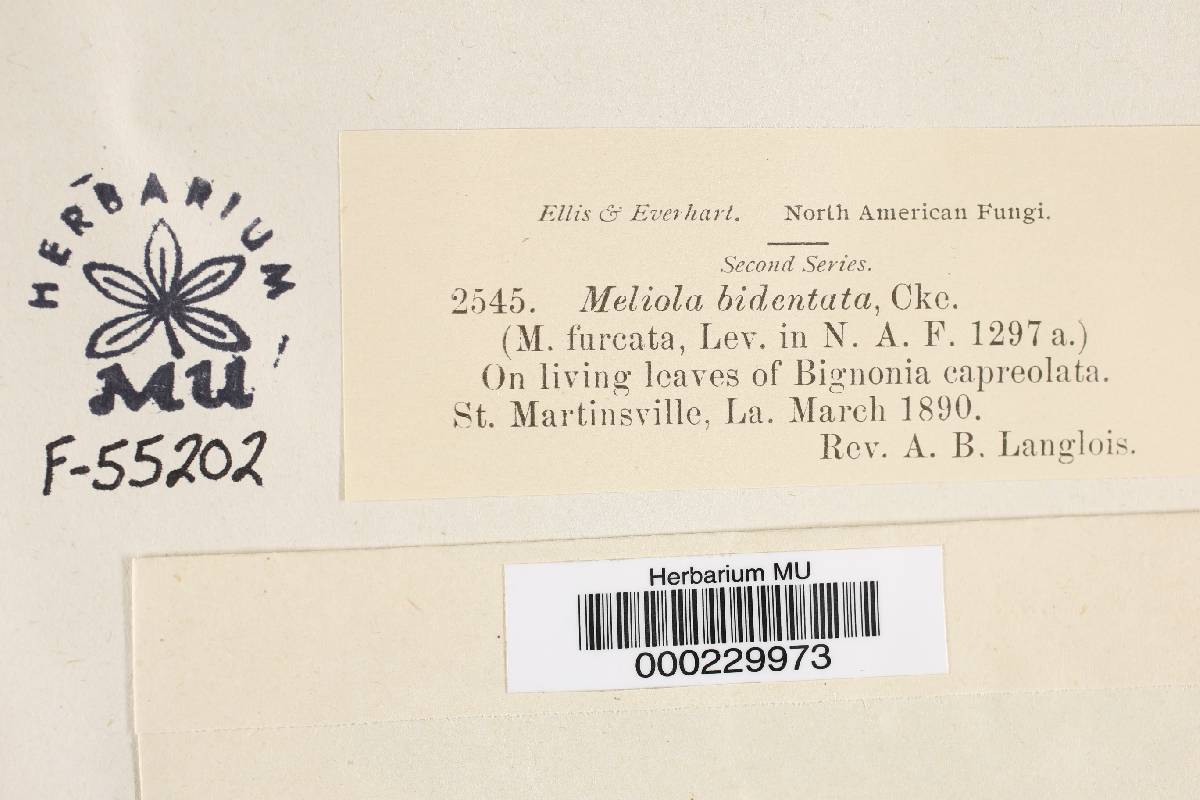 HERBARIUM
MU
F-55202
Ellis & Everhart. North American Fungi.
Second Series.
2545. Meliola bidentata, Cke.
(M. furcata, Lev. in N. A. F. 1297 a.)
On living leaves of Bignonia capreolata.
St. Martinsville, La. March 1890.
Rev. A. B. Langlois.
Herbarium MU
000229973